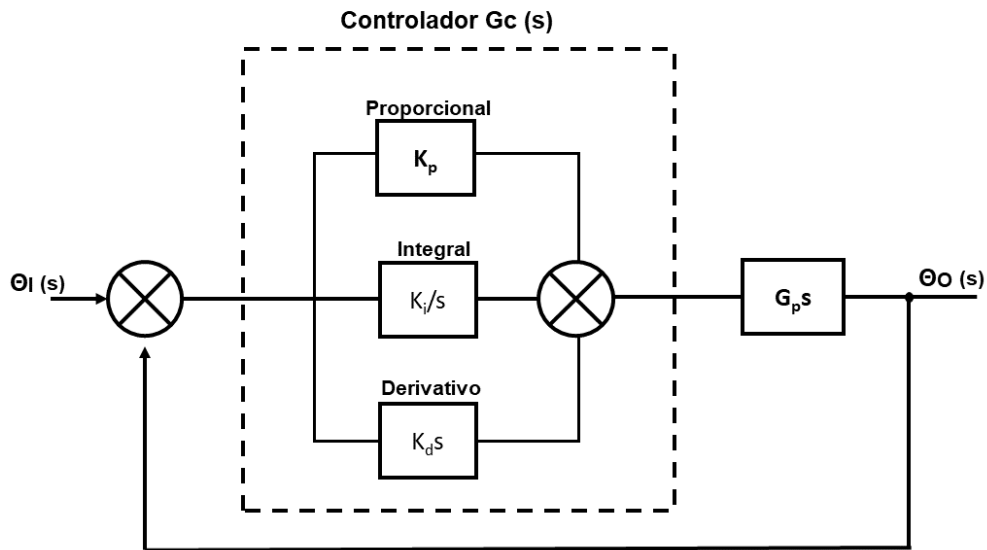 Controlador Gc (s)
Proporcional
Kp
Integral
ΘI (s)
Ki/s
Gps
ΘO (s)
Derivativo
Kds